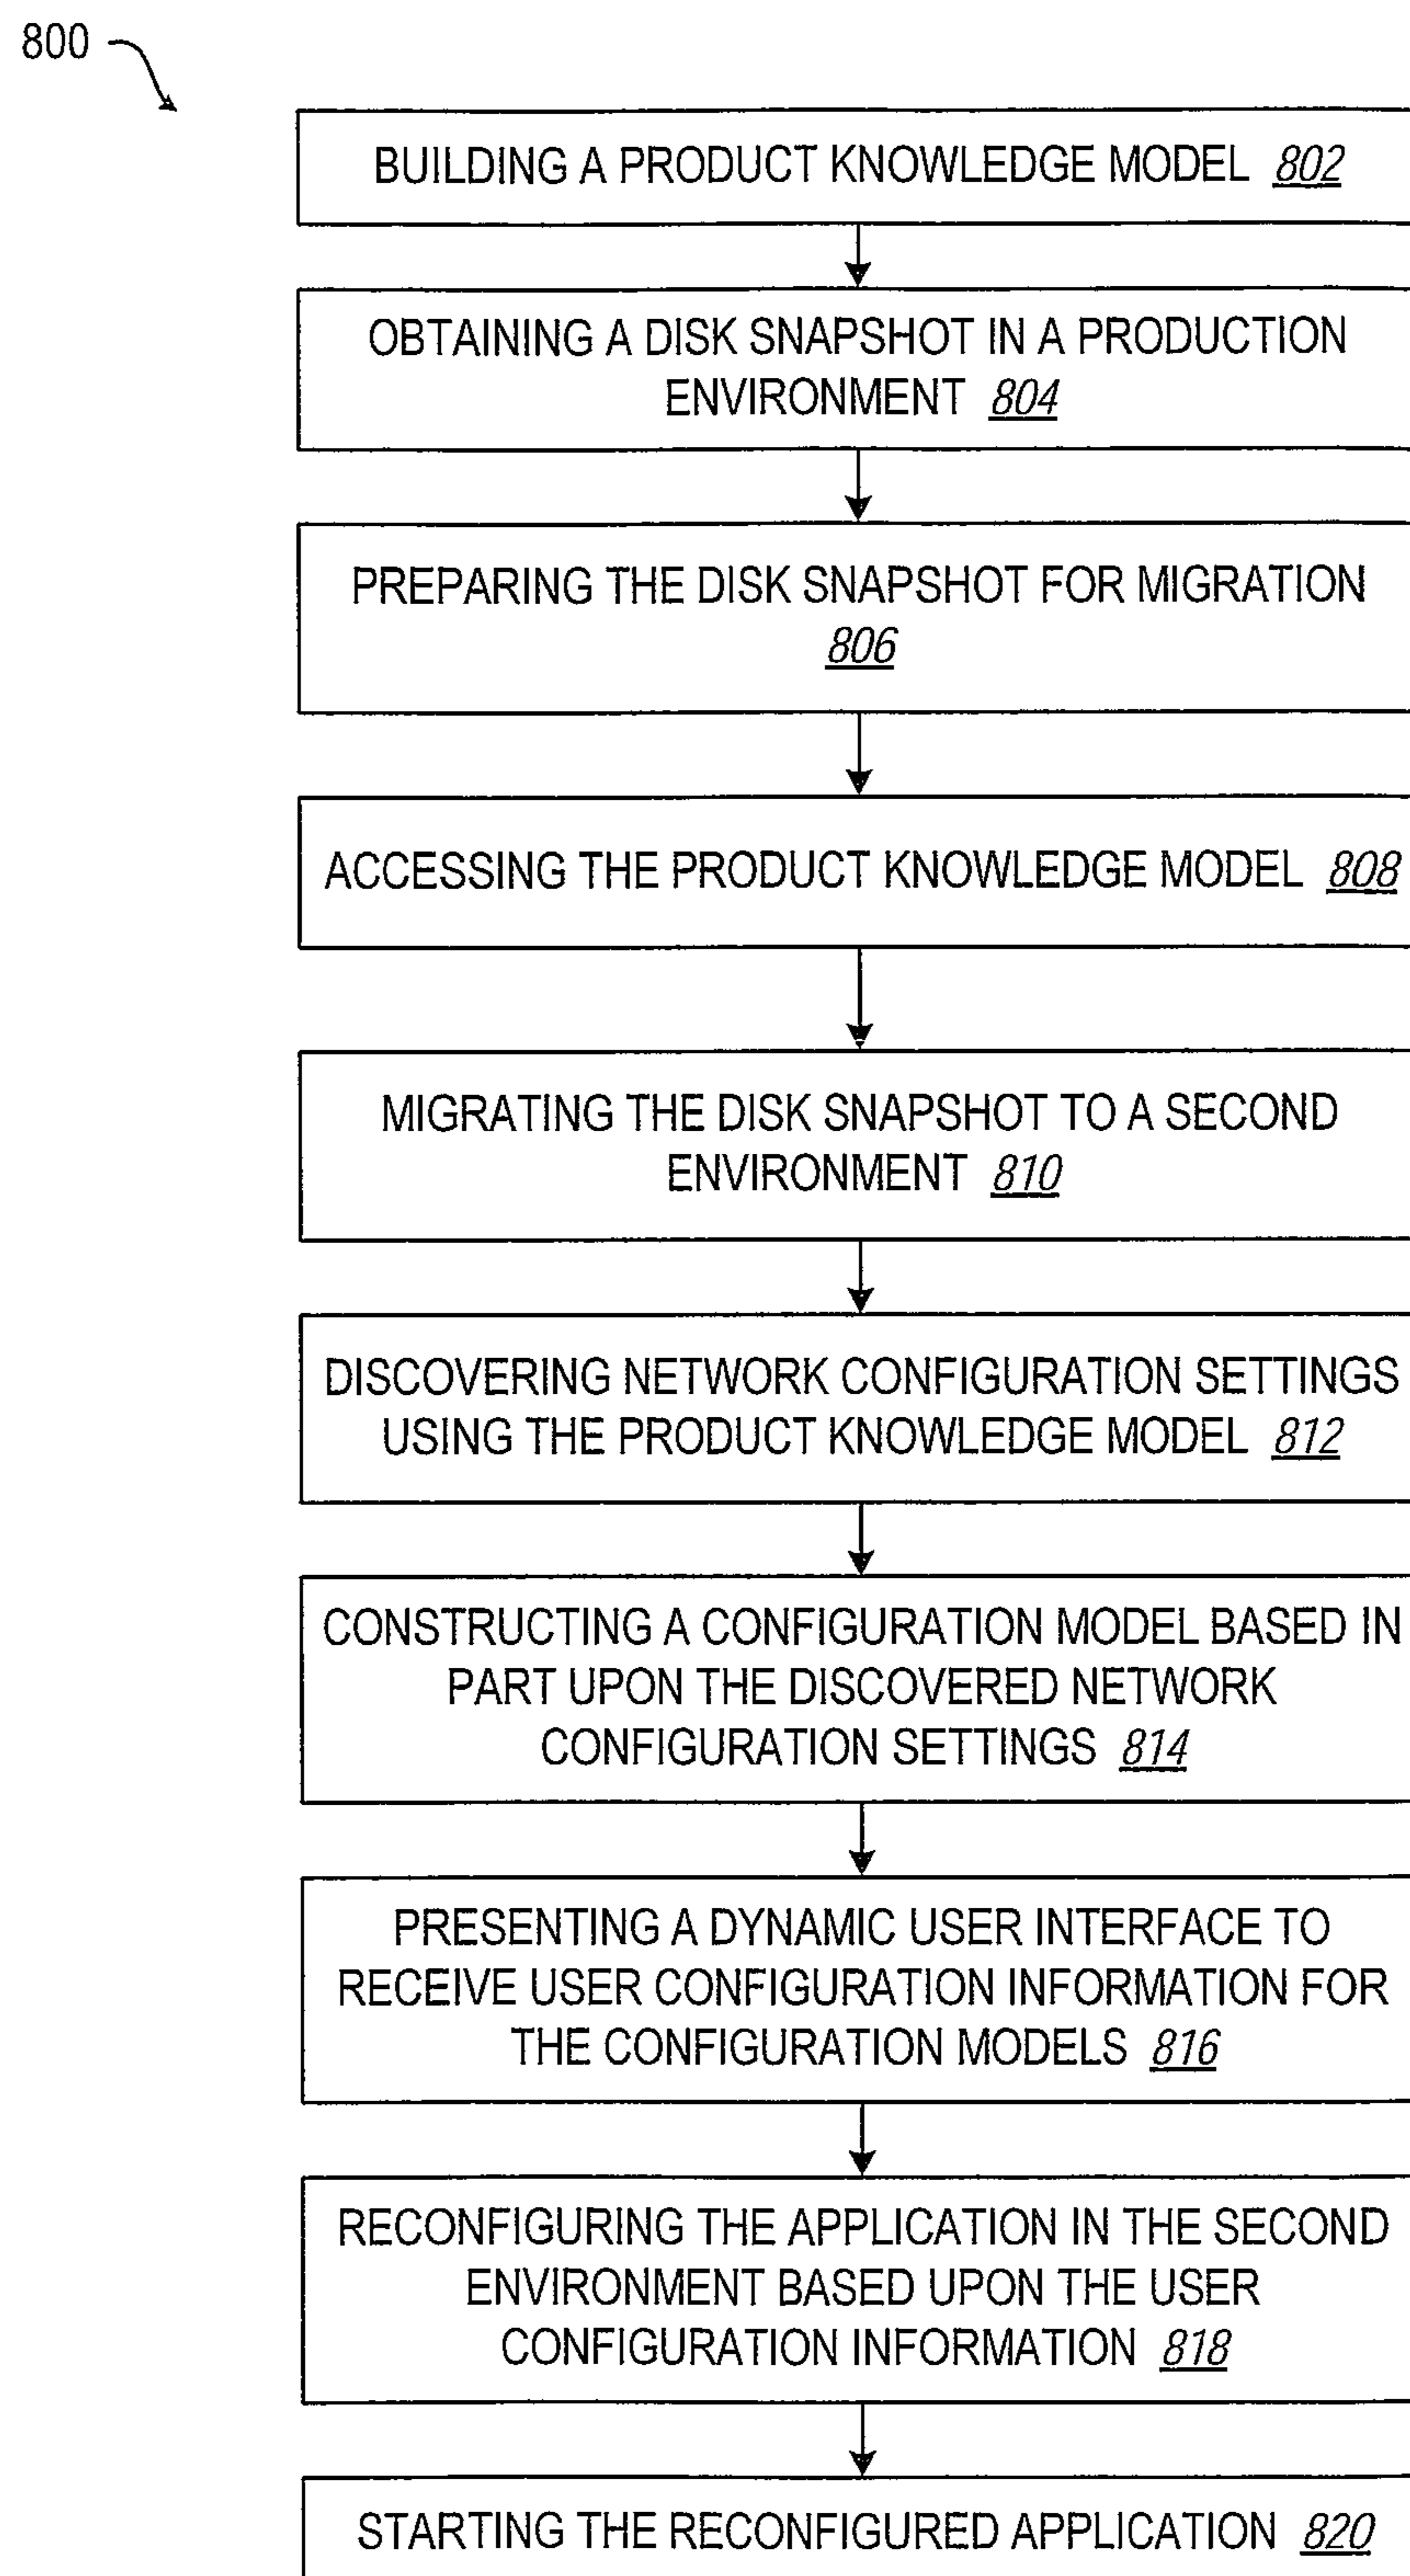 800
BUILDING A PRODUCT KNOWLEDGE MODEL 802
OBTAINING A DISK SNAPSHOT IN A PRODUCTION
ENVIRONMENT 804
PREPARING THE DISK SNAPSHOT FOR MIGRATION
806
ACCESSING THE PRODUCT KNOWLEDGE MODEL 808
MIGRATING THE DISK SNAPSHOT TO A SECOND
ENVIRONMENT 810
DISCOVERING NETWORK CONFIGURATION SETTINGS
USING THE PRODUCT KNOWLEDGE MODEL 812
CONSTRUCTING A CONFIGURATION MODEL BASED IN
PART UPON THE DISCOVERED NETWORK
CONFIGURATION SETTINGS 814
PRESENTING A DYNAMIC USER INTERFACE TO
RECEIVE USER CONFIGURATION INFORMATION FOR
THE CONFIGURATION MODELS 816
RECONFIGURING THE APPLICATION IN THE SECOND
ENVIRONMENT BASED UPON THE USER
CONFIGURATION INFORMATION 818
STARTING THE RECONFIGURED APPLICATION 820